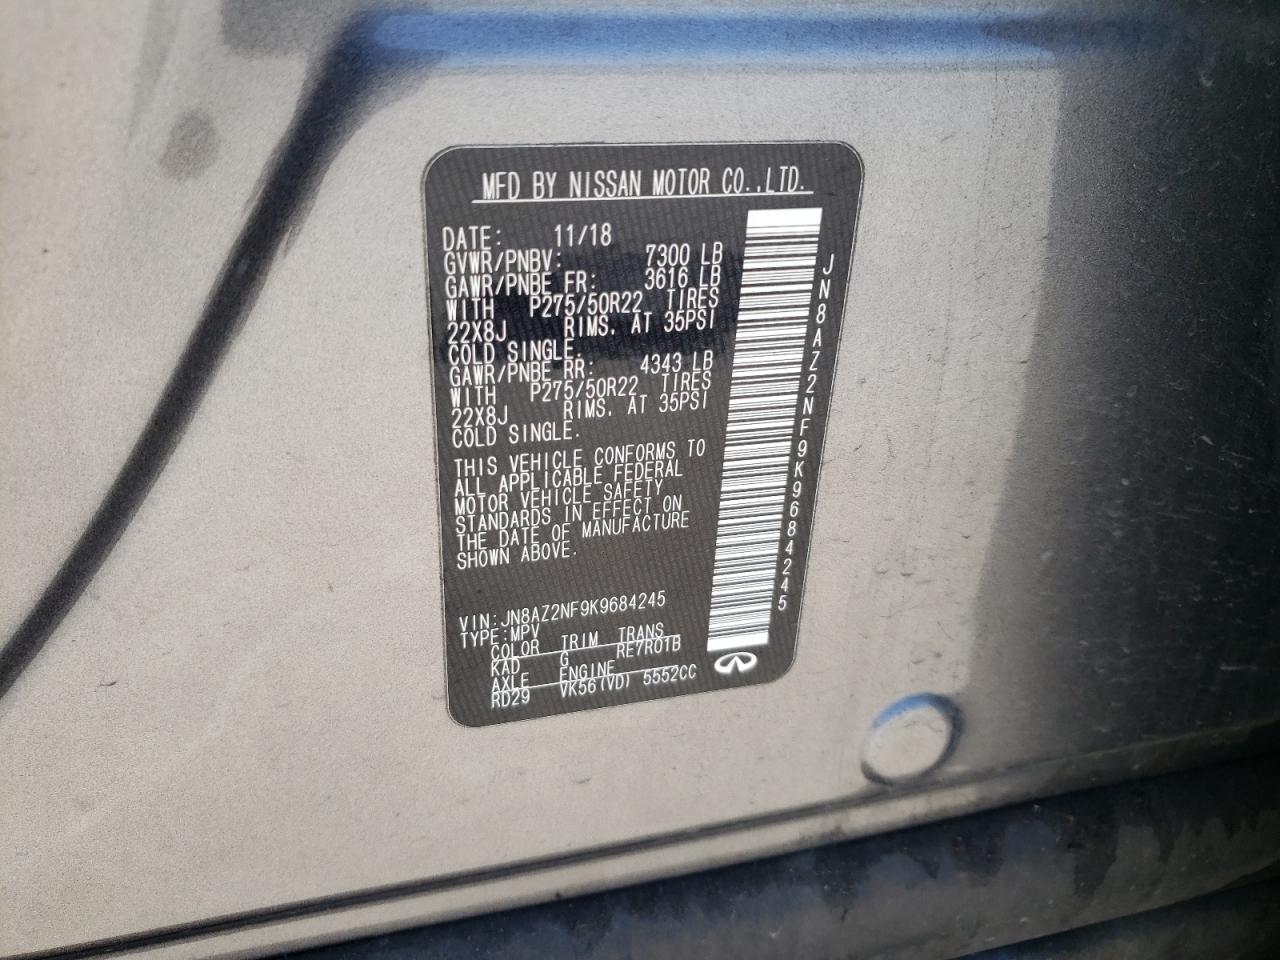 MFD BY NISSAN MOTOR CO.,LTD.
DATE: 11/18
GVWR/PNBV: 7300 LB
GAWR/PNBE FR: 3616 LB
WITH P275/50R22 TIRES
22X8J RIMS. AT 35PSI
COLD SINGLE.
GAWR/PNBE RR: 4343 LB
WITH P275/50R22 TIRES
22X8J RIMS. AT 35PSI
COLD SINGLE.
THIS VEHICLE CONFORMS TO
ALL APPLICABLE FEDERAL
MOTOR VEHICLE SAFETY
STANDARDS IN EFFECT ON
THE DATE OF MANUFACTURE
SHOWN ABOVE.
VIN:JN8AZ2NF9K9684245
TYPE:MPV
COLOR TRIM TRANS
KAD G RE7R01B
AXLE ENGINE
RD29 VK56(VD) 5552CC
JN8AZ2NF9K9684245